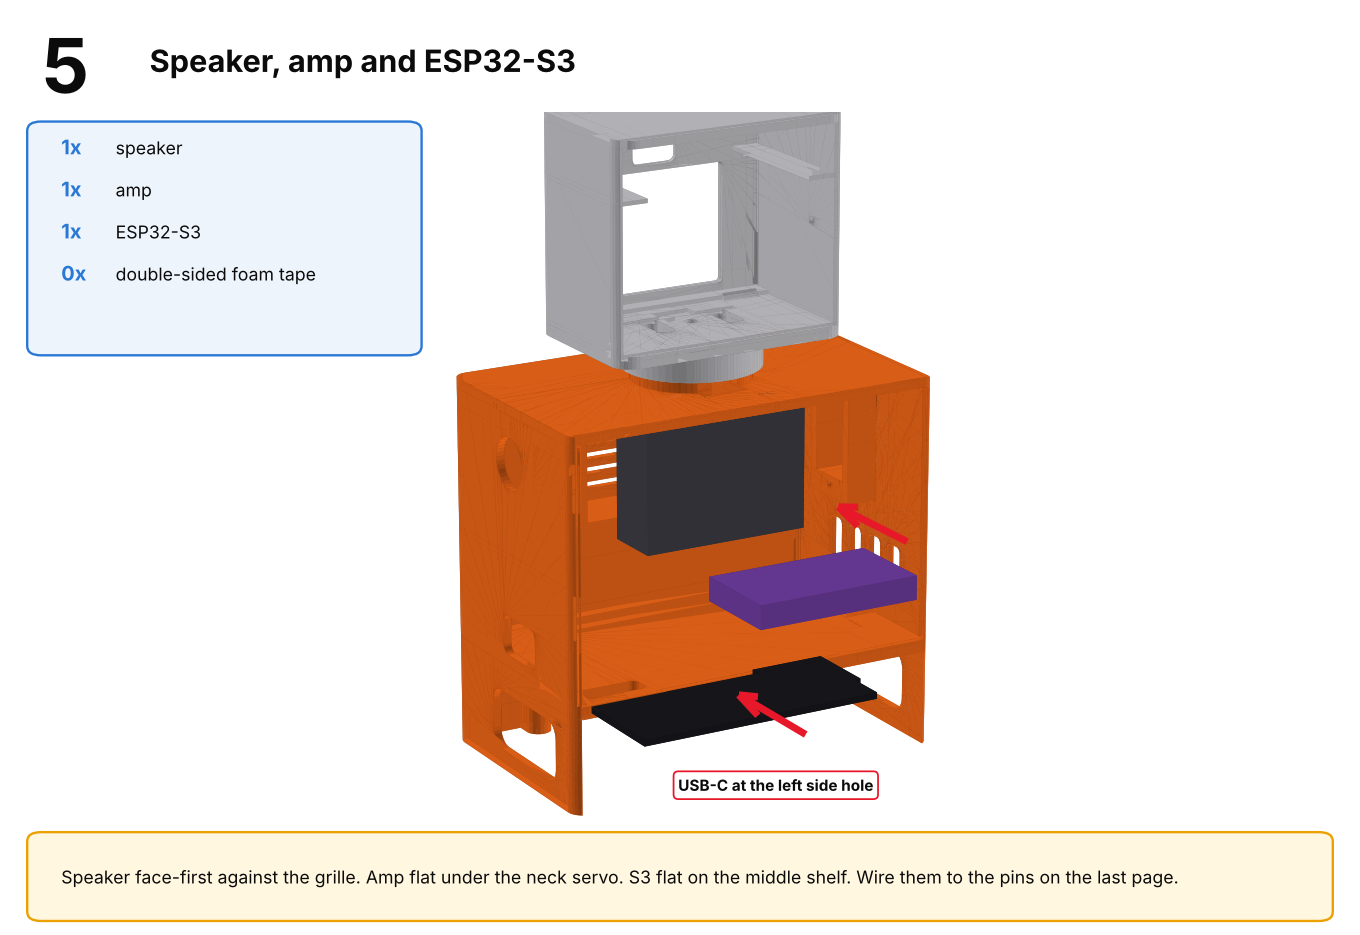 5
Speaker, amp and ESP32-S3
1x speaker
1x amp
1x ESP32-S3
0x double-sided foam tape
USB-C at the left side hole
Speaker face-first against the grille. Amp flat under the neck servo. S3 flat on the middle shelf. Wire them to the pins on the last page.